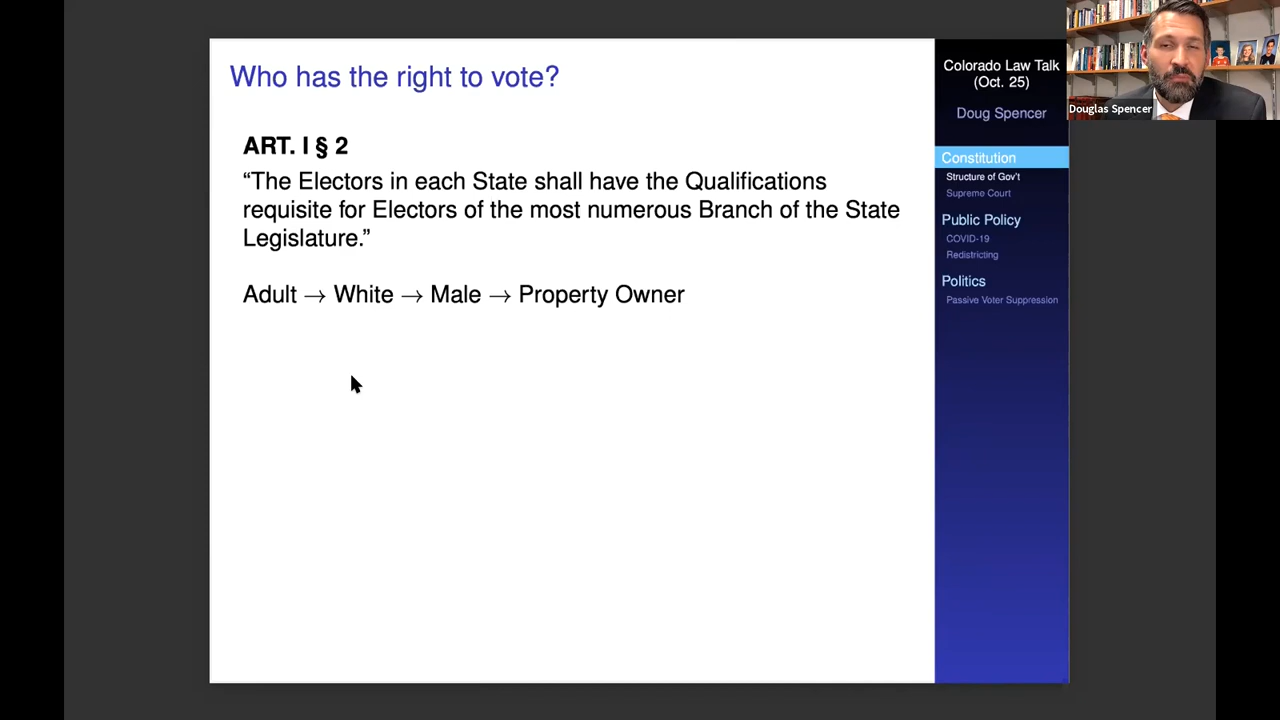 Who has the right to vote?
ART. I § 2
“The Electors in each State shall have the Qualifications
requisite for Electors of the most numerous Branch of the State
Legislature.”
Adult → White → Male → Property Owner
Colorado Law Talk
(Oct. 25)
Doug Spencer
Constitution
Structure of Gov't
Supreme Court
Public Policy
COVID-19
Redistricting
Politics
Passive Voter Suppression
Douglas Spencer